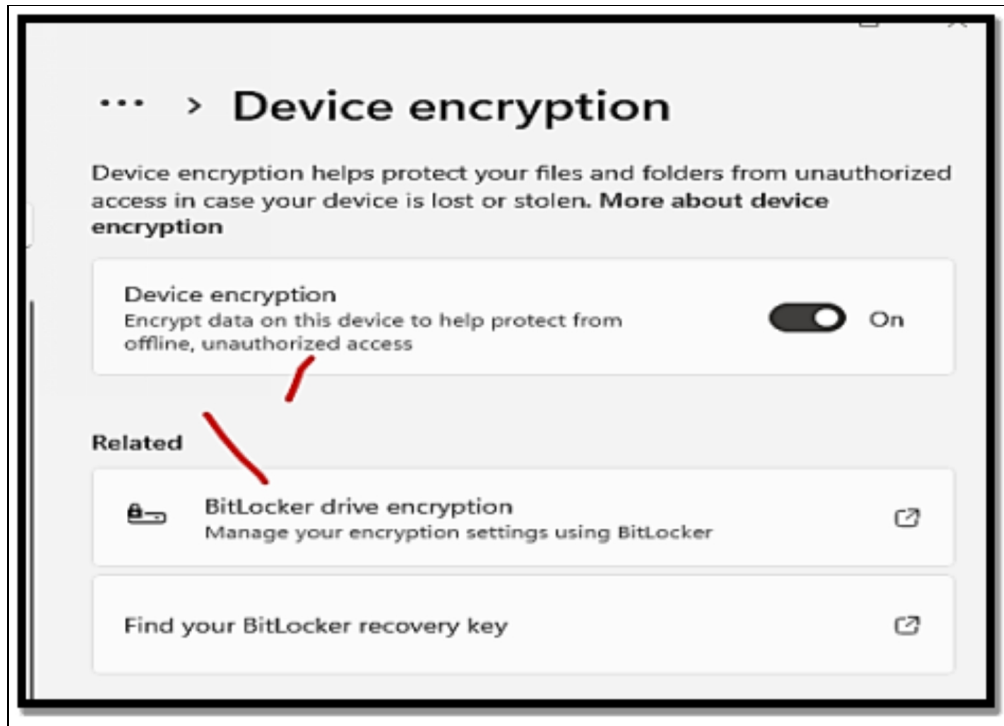 ... > Device encryption
Device encryption helps protect your files and folders from unauthorized
access in case your device is lost or stolen. More about device
encryption
Device encryption
Encrypt data on this device to help protect from
offline, unauthorized access
On
Related
BitLocker drive encryption
Manage your encryption settings using BitLocker
Find your BitLocker recovery key